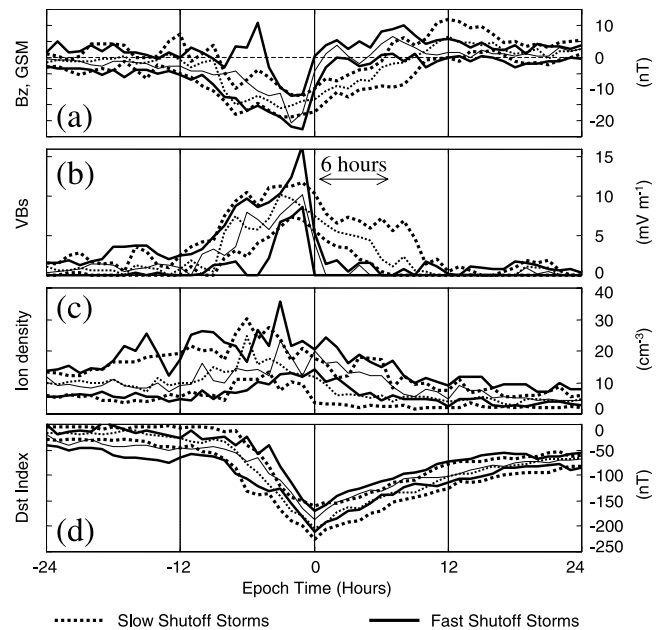 10
0
-10
-20
Bz, GSM
(nT)
(a)
15
10
5
0
VBs
(mV m-1)
(b)
6 hours
40
30
20
10
0
Ion density
(cm-3)
(c)
0
-50
-100
-150
-200
-250
Dst Index
(nT)
(d)
-24 -12 0 12 24
Epoch Time (Hours)
Slow Shutoff Storms Fast Shutoff Storms